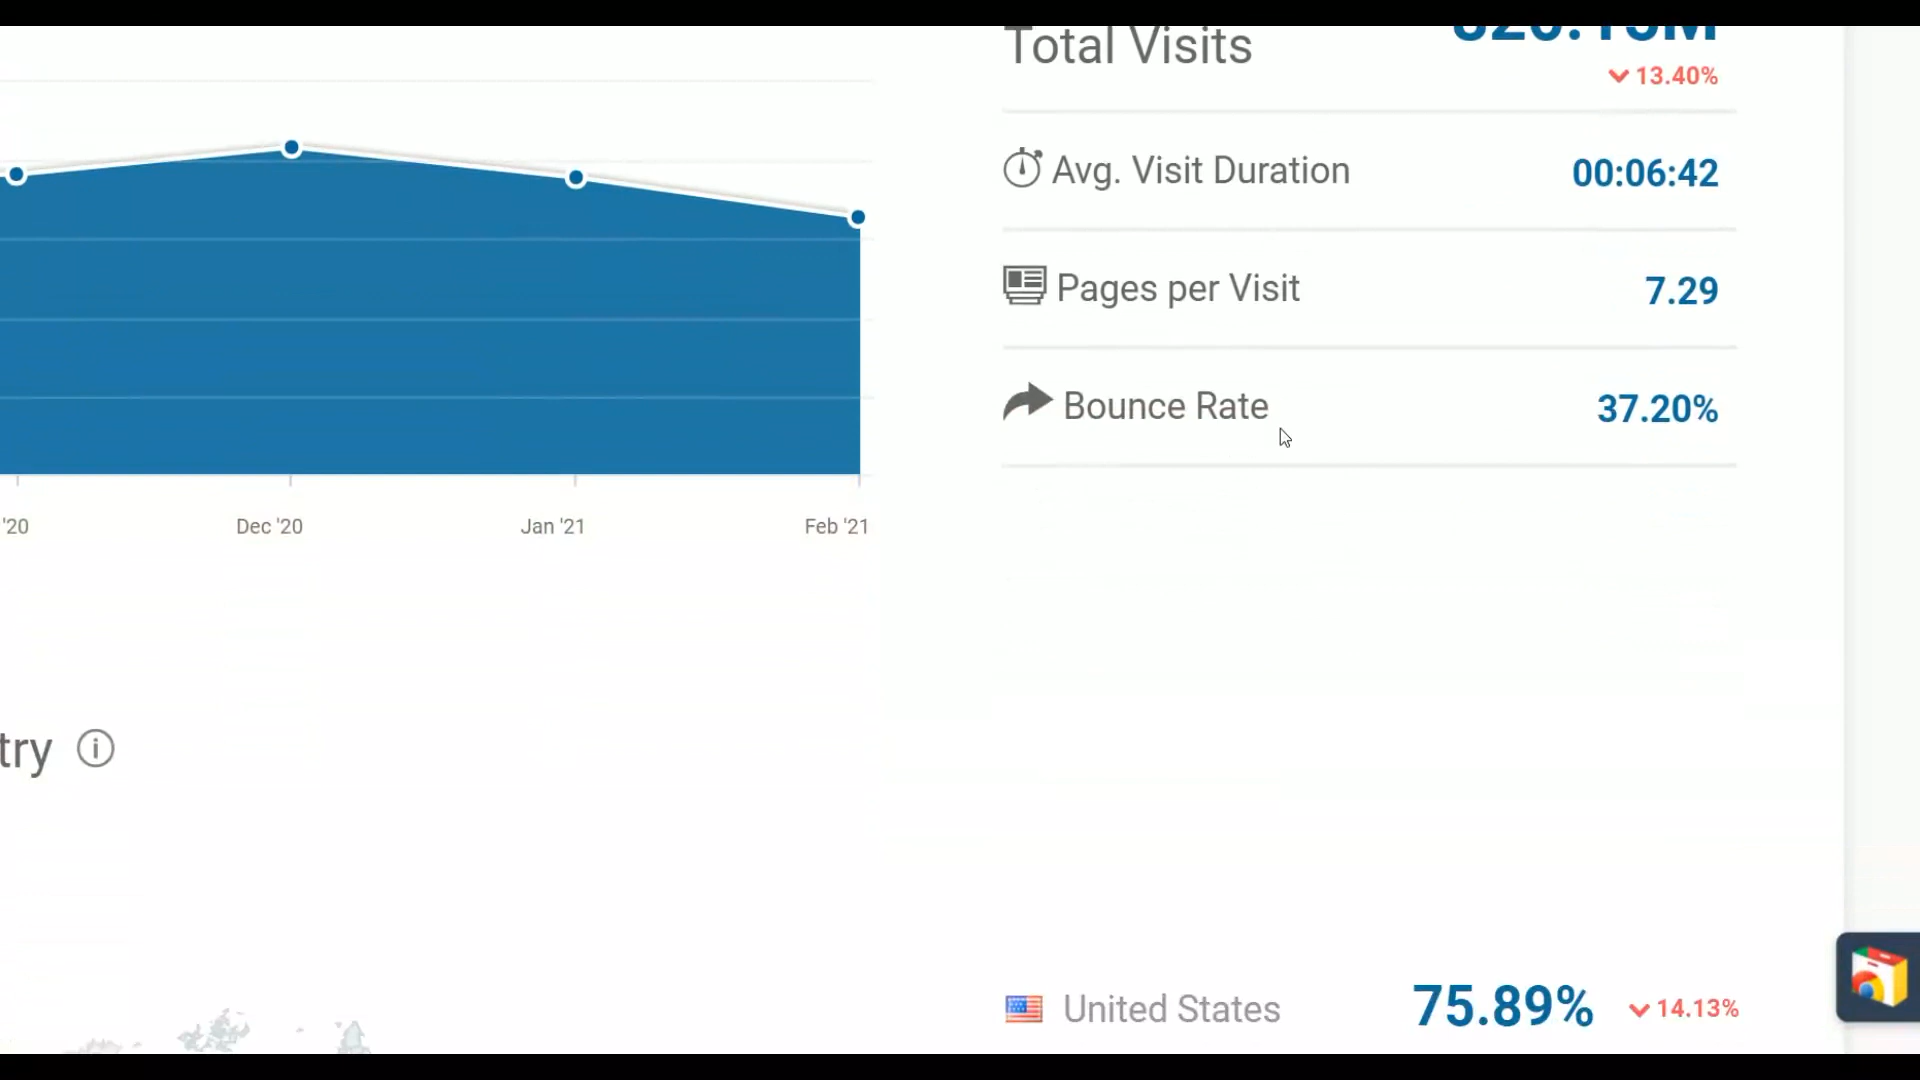 Total Visits
13.40%
Avg. Visit Duration 00:06:42
Pages per Visit 7.29
Bounce Rate 37.20%
'20 Dec '20 Jan '21 Feb '21
try
United States 75.89% 14.13%